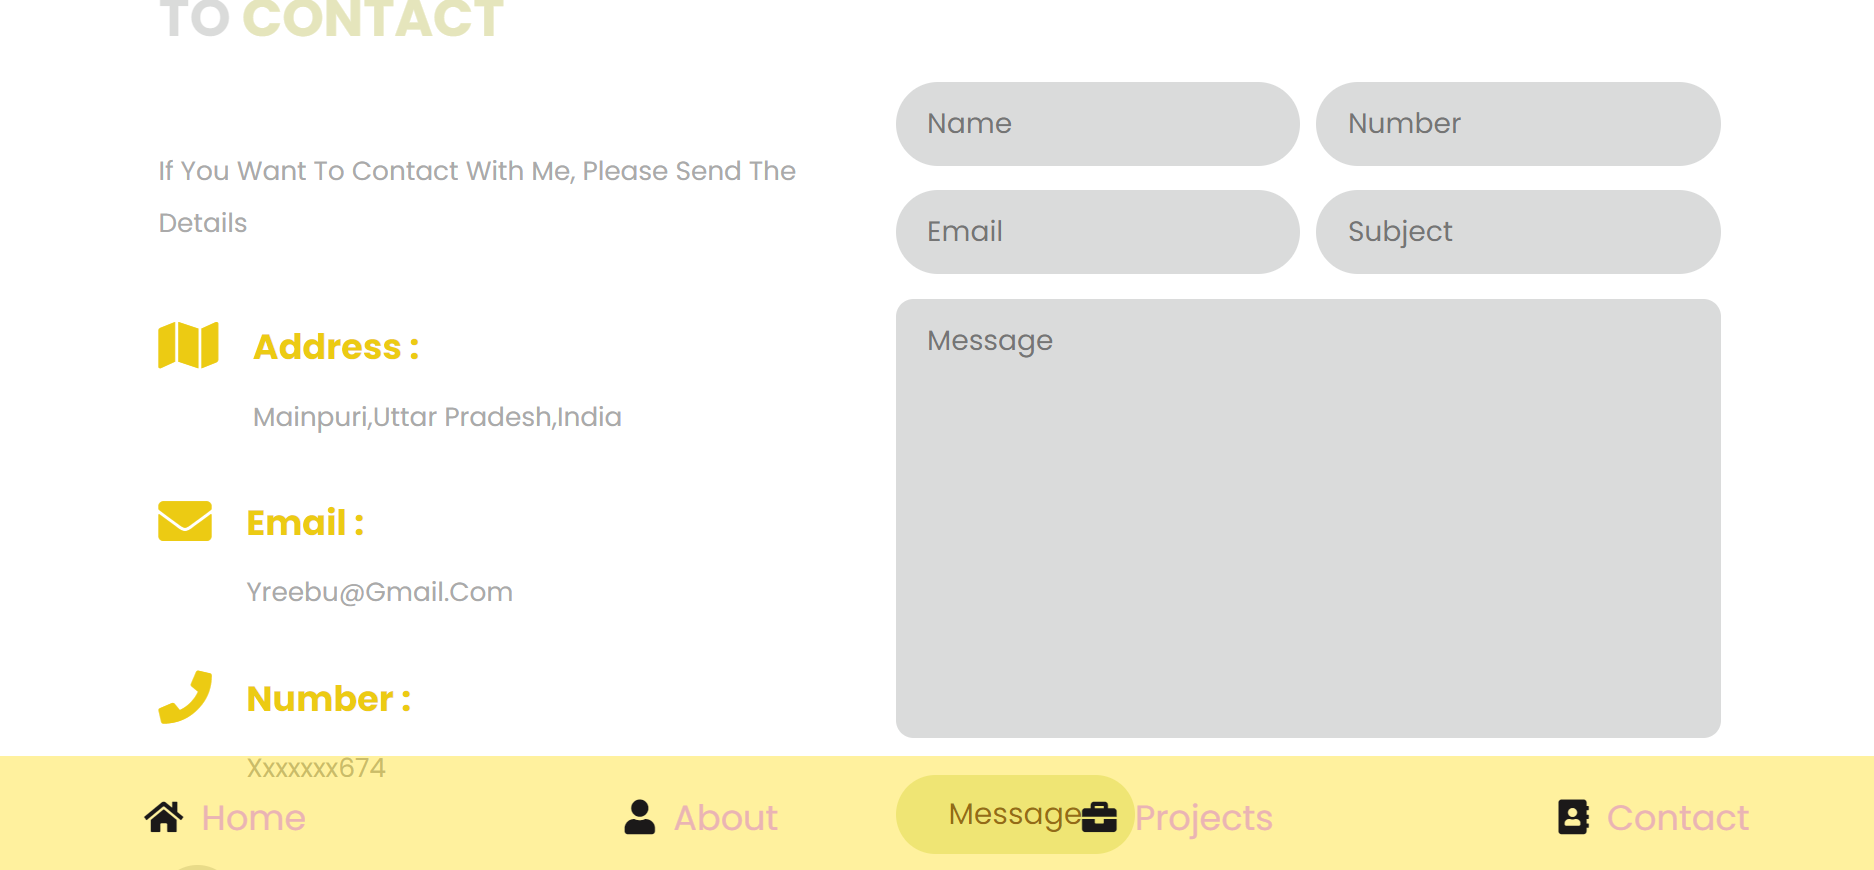 TO CONTACT
If You Want To Contact With Me, Please Send The
Details
Address :
Mainpuri,Uttar Pradesh,India
Email :
Yreebu@Gmail.Com
Number :
Xxxxxxx674
Name
Number
Email
Subject
Message
Message
Home
About
Projects
Contact